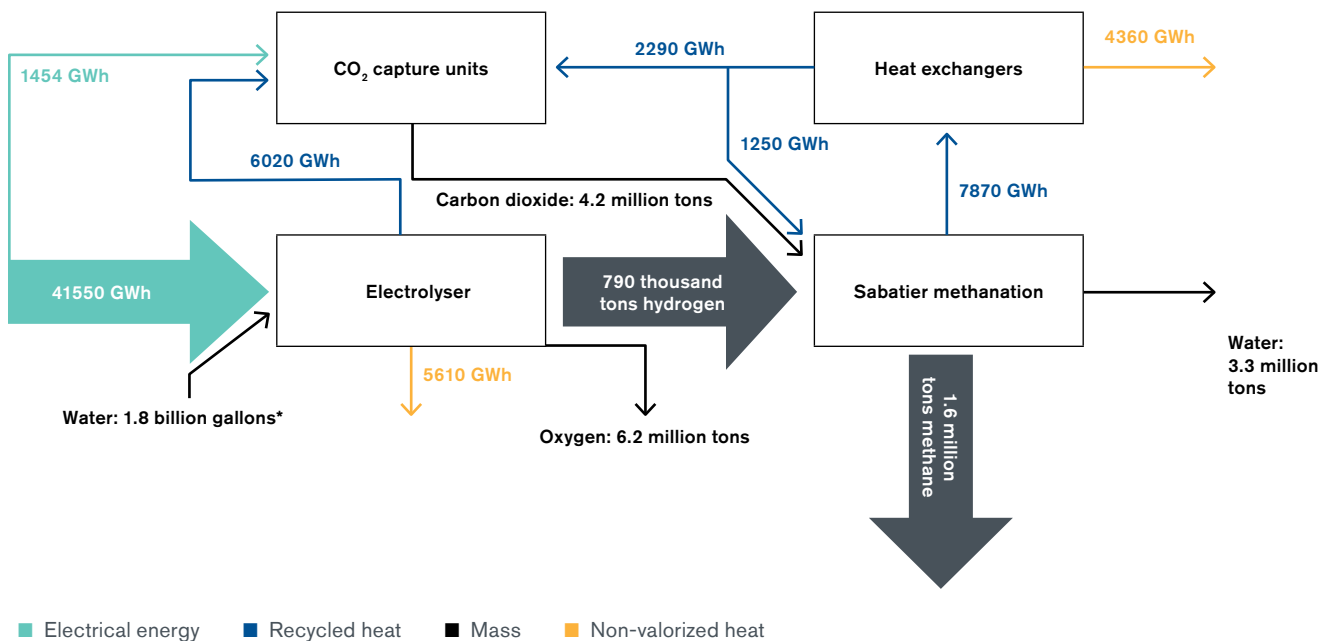 4360 GWh
2290 GWh
1454 GWh
CO₂ capture units
Heat exchangers
1250 GWh
6020 GWh
7870 GWh
Carbon dioxide: 4.2 million tons
41550 GWh
Electrolyser
790 thousand
tons hydrogen
Sabatier methanation
Water:
3.3 million
tons
5610 GWh
Water: 1.8 billion gallons*
Oxygen: 6.2 million tons
1.6 million
tons methane
Electrical energy
Recycled heat
Mass
Non-valorized heat